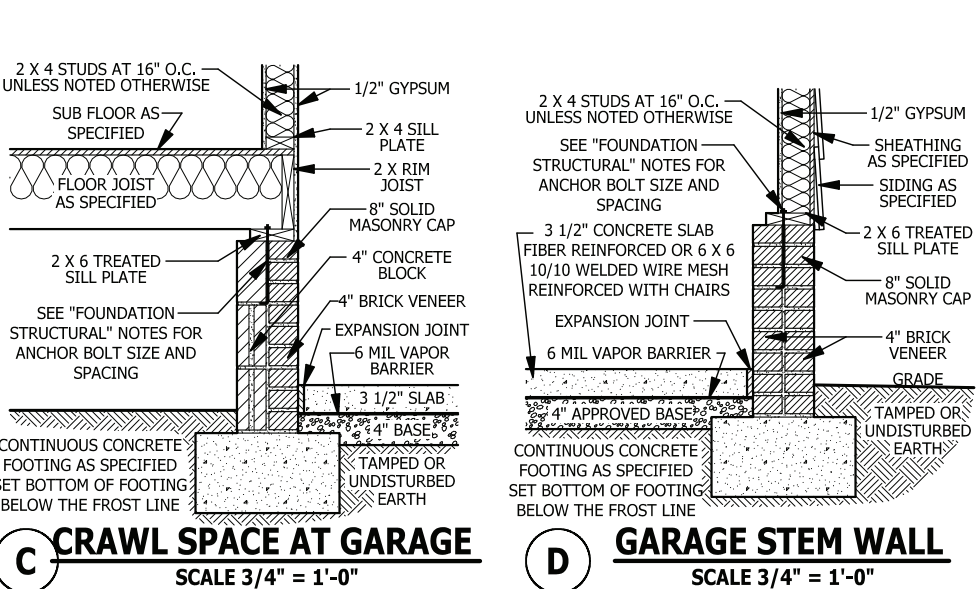 2 X 4 STUDS AT 16" O.C.
UNLESS NOTED OTHERWISE
SUB FLOOR AS
SPECIFIED
FLOOR JOIST
AS SPECIFIED
2 X 6 TREATED
SILL PLATE
SEE "FOUNDATION
STRUCTURAL" NOTES FOR
ANCHOR BOLT SIZE AND
SPACING
CONTINUOUS CONCRETE
FOOTING AS SPECIFIED
SET BOTTOM OF FOOTING
BELOW THE FROST LINE
1/2" GYPSUM
2 X 4 SILL
PLATE
2 X RIM
JOIST
8" SOLID
MASONRY CAP
4" CONCRETE
BLOCK
4" BRICK VENEER
EXPANSION JOINT
6 MIL VAPOR
BARRIER
3 1/2" SLAB
4" BASE
TAMPED OR
UNDISTURBED
EARTH
C
CRAWL SPACE AT GARAGE
SCALE 3/4" = 1'-0"
2 X 4 STUDS AT 16" O.C.
UNLESS NOTED OTHERWISE
SEE "FOUNDATION
STRUCTURAL" NOTES FOR
ANCHOR BOLT SIZE AND
SPACING
3 1/2" CONCRETE SLAB
FIBER REINFORCED OR 6 X 6
10/10 WELDED WIRE MESH
REINFORCED WITH CHAIRS
EXPANSION JOINT
6 MIL VAPOR BARRIER
4" APPROVED BASE
CONTINUOUS CONCRETE
FOOTING AS SPECIFIED
SET BOTTOM OF FOOTING
BELOW THE FROST LINE
1/2" GYPSUM
SHEATHING
AS SPECIFIED
SIDING AS
SPECIFIED
2 X 6 TREATED
SILL PLATE
8" SOLID
MASONRY CAP
4" BRICK
VENEER
GRADE
TAMPED OR
UNDISTURBED
EARTH
D
GARAGE STEM WALL
SCALE 3/4" = 1'-0"